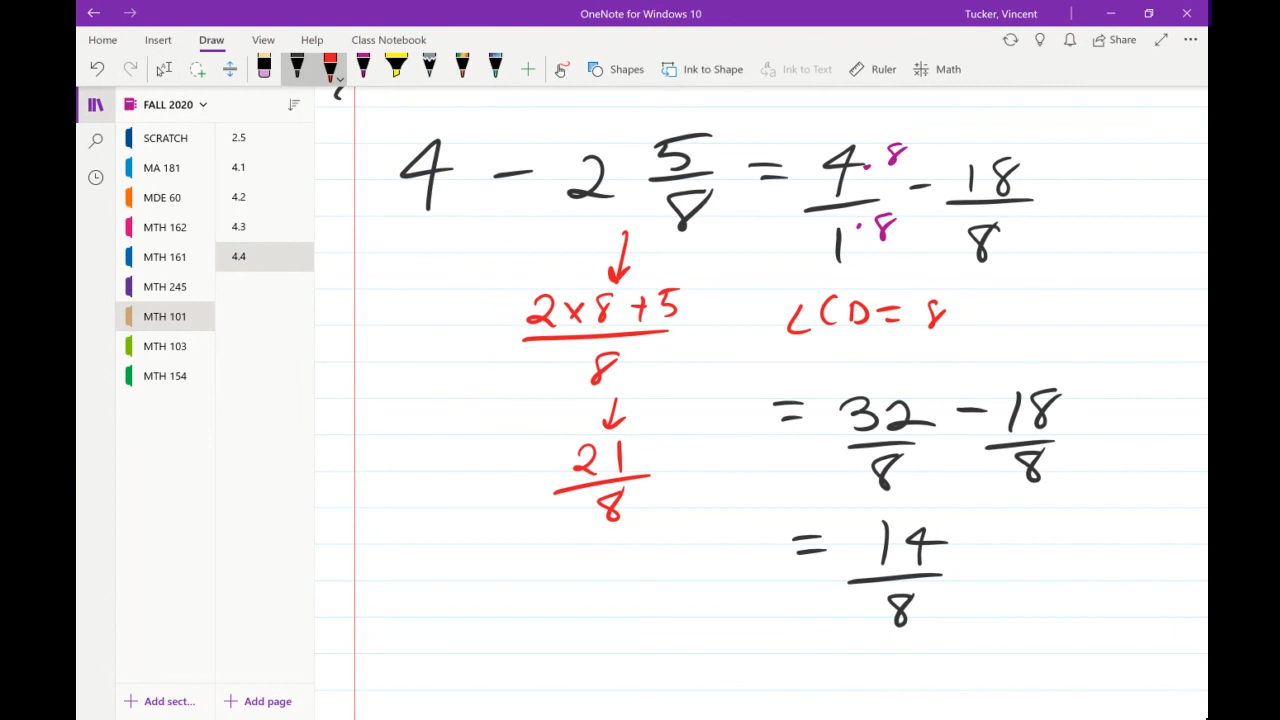 OneNote for Windows 10
Tucker, Vincent
Home Insert Draw View Help Class Notebook
Share
Shapes Ink to Shape Ink to Text Ruler Math
FALL 2020
SCRATCH
MA 181
MDE 60
MTH 162
MTH 161
MTH 245
MTH 101
MTH 103
MTH 154
2.5
4.1
4.2
4.3
4.4
4 - 2 5/8 = 4·8/1·8 - 18/8
2 x 8 + 5
8
21
8
LCD = 8
= 32/8 - 18/8
= 14/8
Add sect...
Add page